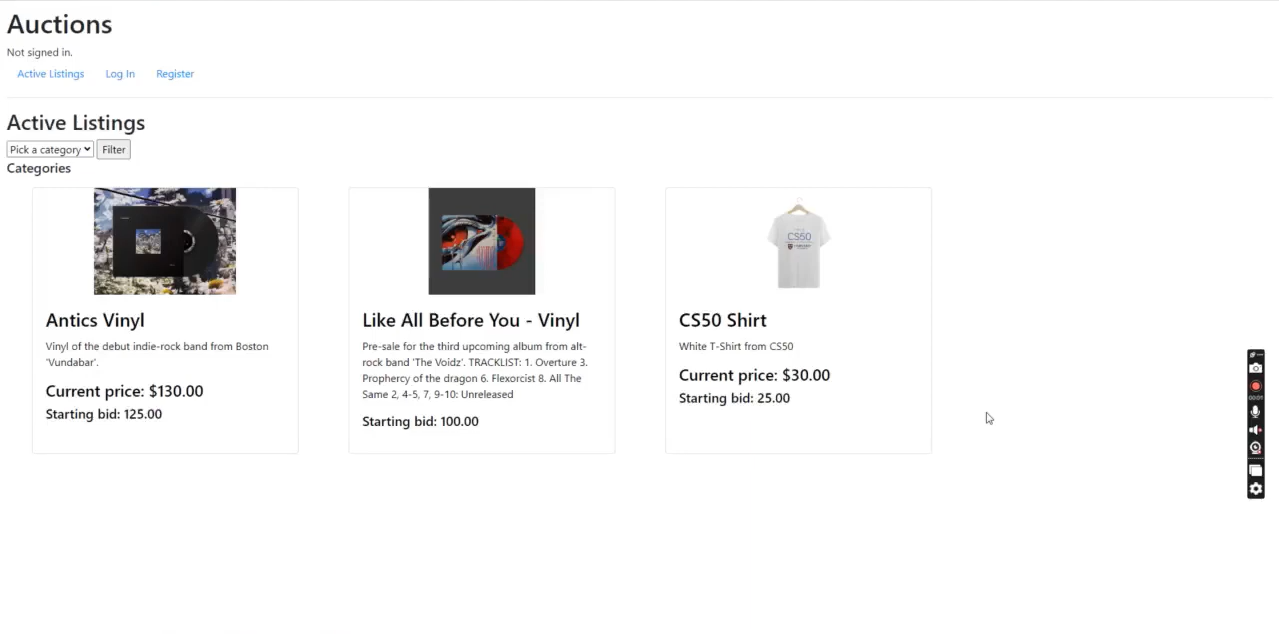 Auctions
Not signed in.
Active Listings Log In Register
Active Listings
Pick a category Filter
Categories
Antics Vinyl
Vinyl of the debut indie-rock band from Boston
'Vundabar'.
Current price: $130.00
Starting bid: 125.00
Like All Before You - Vinyl
Pre-sale for the third upcoming album from alt-
rock band 'The Voidz'. TRACKLIST: 1. Overture 3.
Prophercy of the dragon 6. Flexorcist 8. All The
Same 2, 4-5, 7, 9-10: Unreleased
Starting bid: 100.00
CS50
CS50 Shirt
White T-Shirt from CS50
Current price: $30.00
Starting bid: 25.00